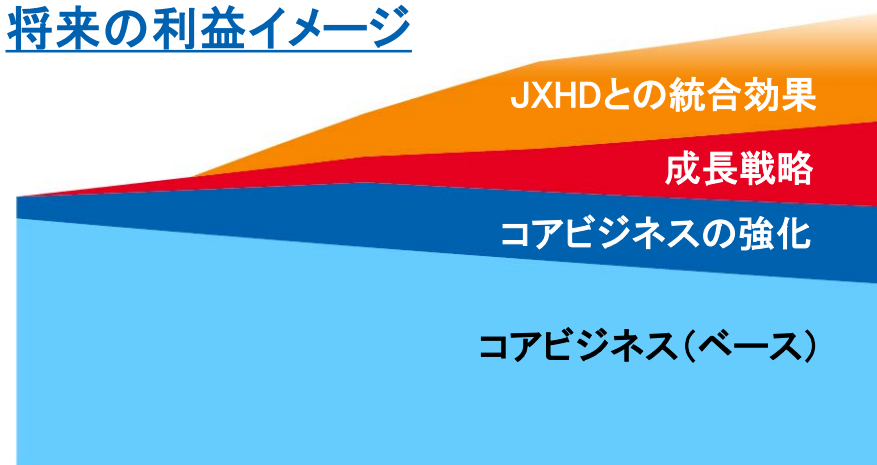 将来の利益イメージ
JXHDとの統合効果
成長戦略
コアビジネスの強化
コアビジネス（ベース）